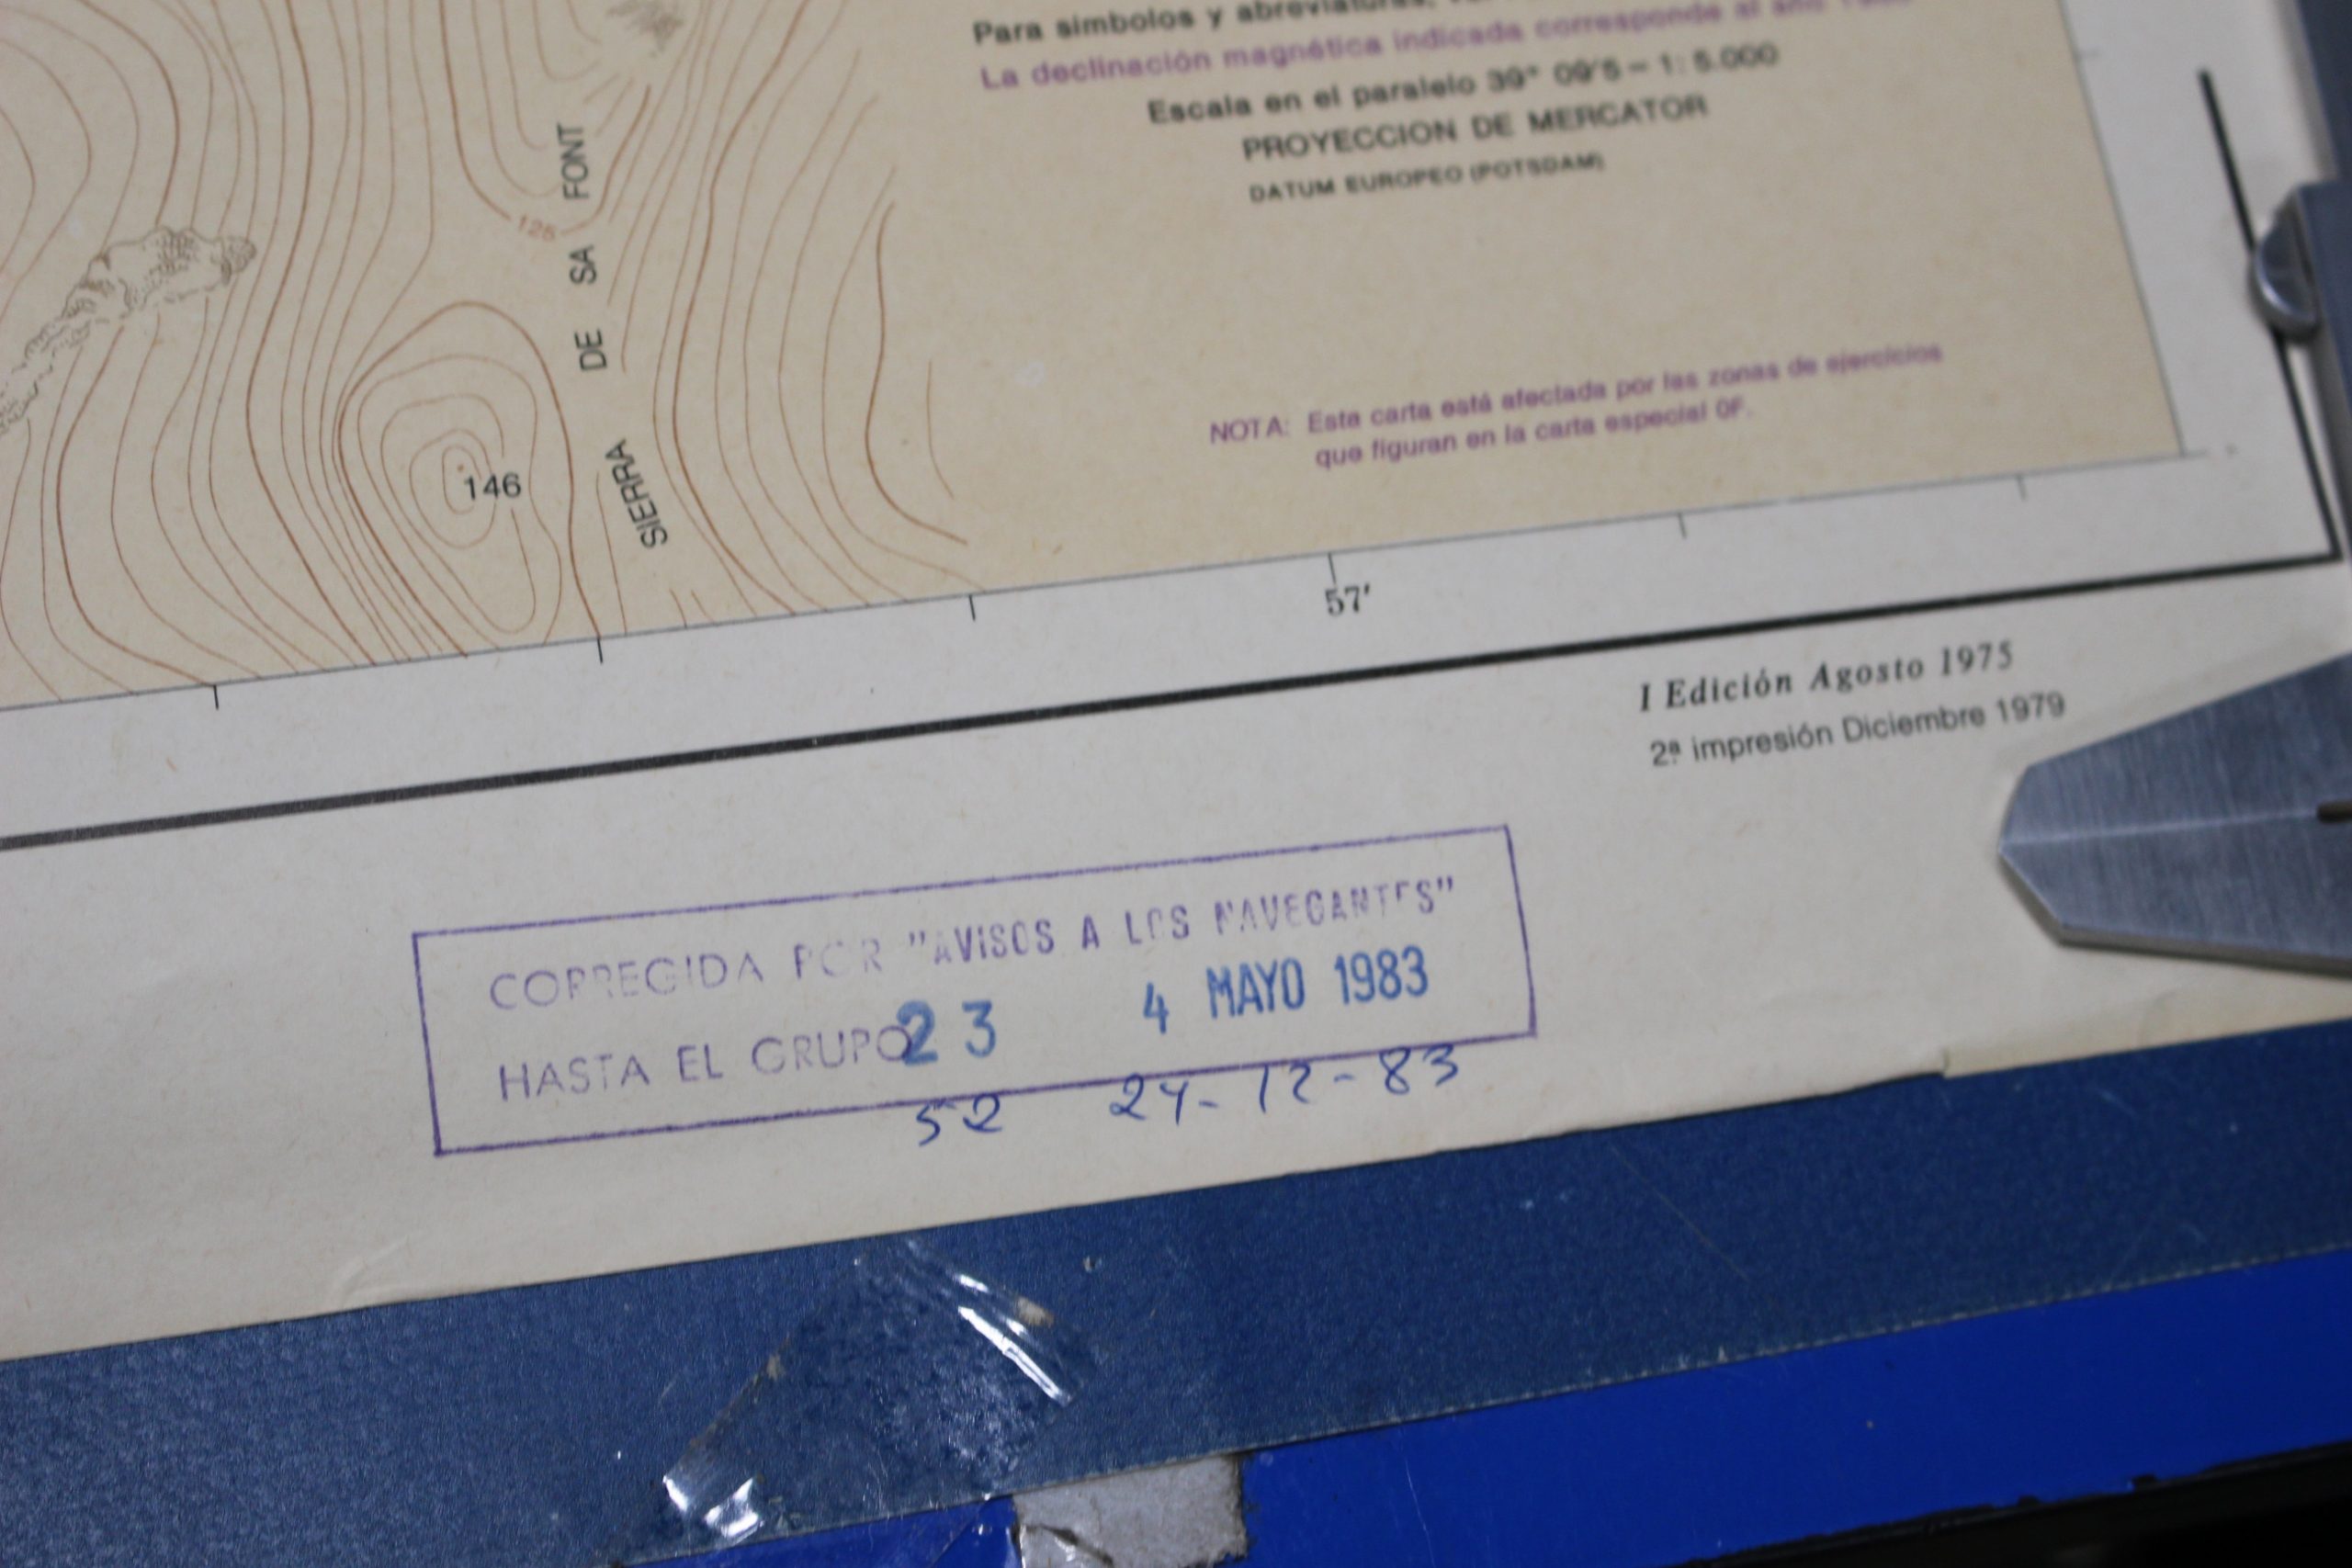 Para símbolos y abreviaturas,
La declinación magnética indicada corresponde al año
Escala en el paralelo 39° 09'5 – 1: 5.000
PROYECCION DE MERCATOR
DATUM EUROPEO (POTSDAM)
125
SIERRA DE SA FONT
146
NOTA: Esta carta está afectada por las zonas de ejercicios
que figuran en la carta especial 0F.
57′
I Edición Agosto 1975
2ª impresión Diciembre 1979
CORREGIDA POR "AVISOS A LOS NAVEGANTES"
HASTA EL GRUPO 23 4 MAYO 1983
52 24-12-83